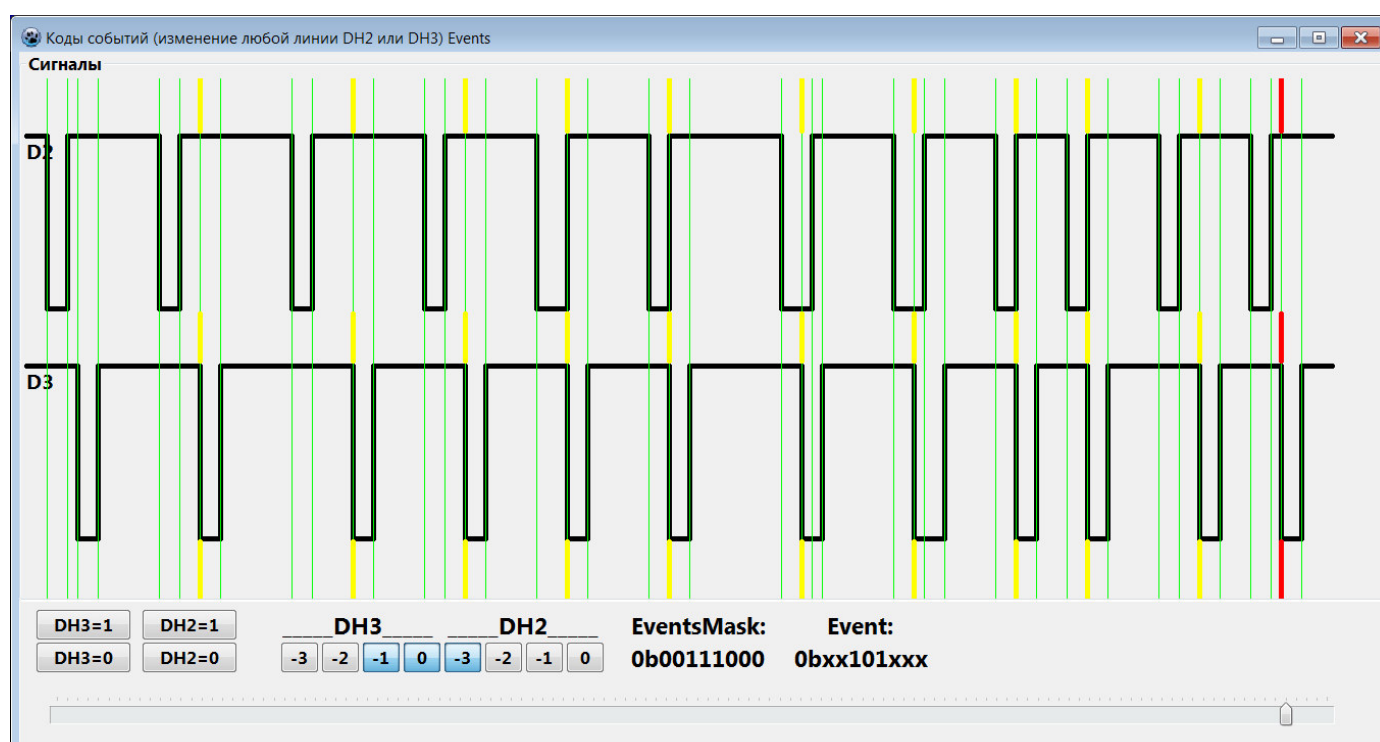 Коды событий (изменение любой линии DH2 или DH3) Events
Сигналы
D2
D3
DH3=1 DH2=1 _____DH3_____ _____DH2_____ EventsMask: Event:
DH3=0 DH2=0 -3 -2 -1 0 -3 -2 -1 0 0b00111000 0bxx101xxx